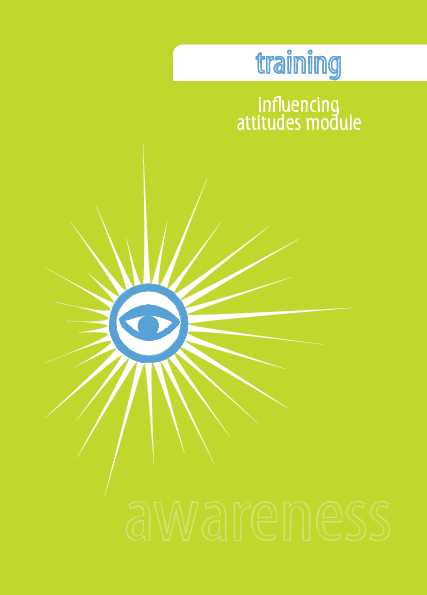 training
influencing
attitudes module
awareness